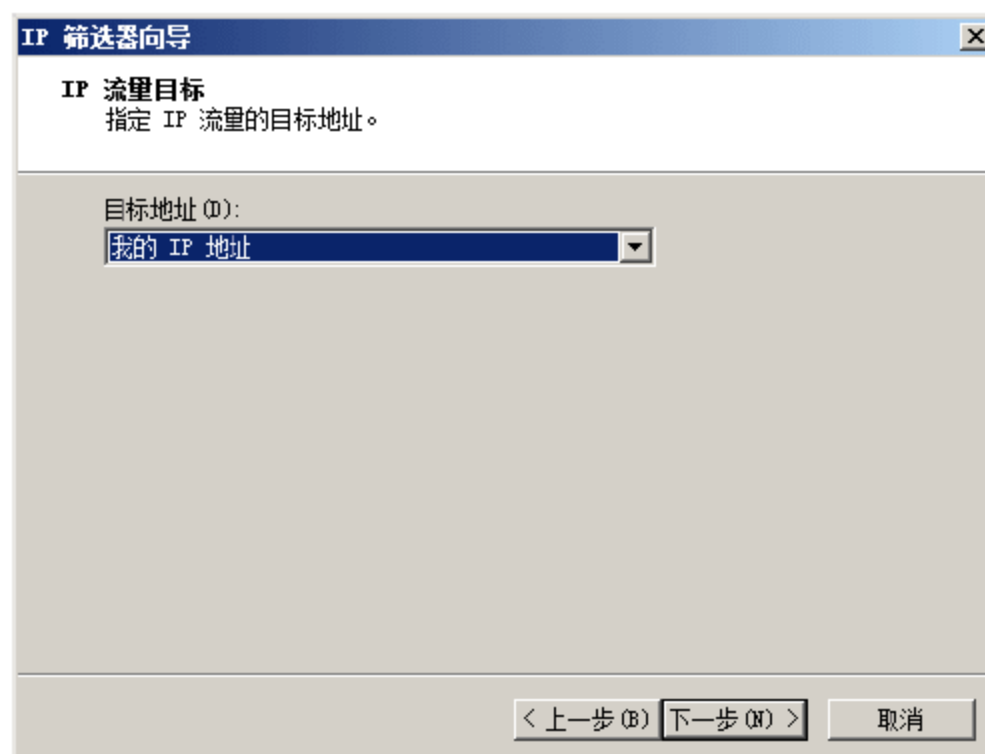 IP 筛选器向导
IP 流量目标
指定 IP 流量的目标地址。
目标地址(D):
我的 IP 地址
< 上一步(B)
下一步(N) >
取消